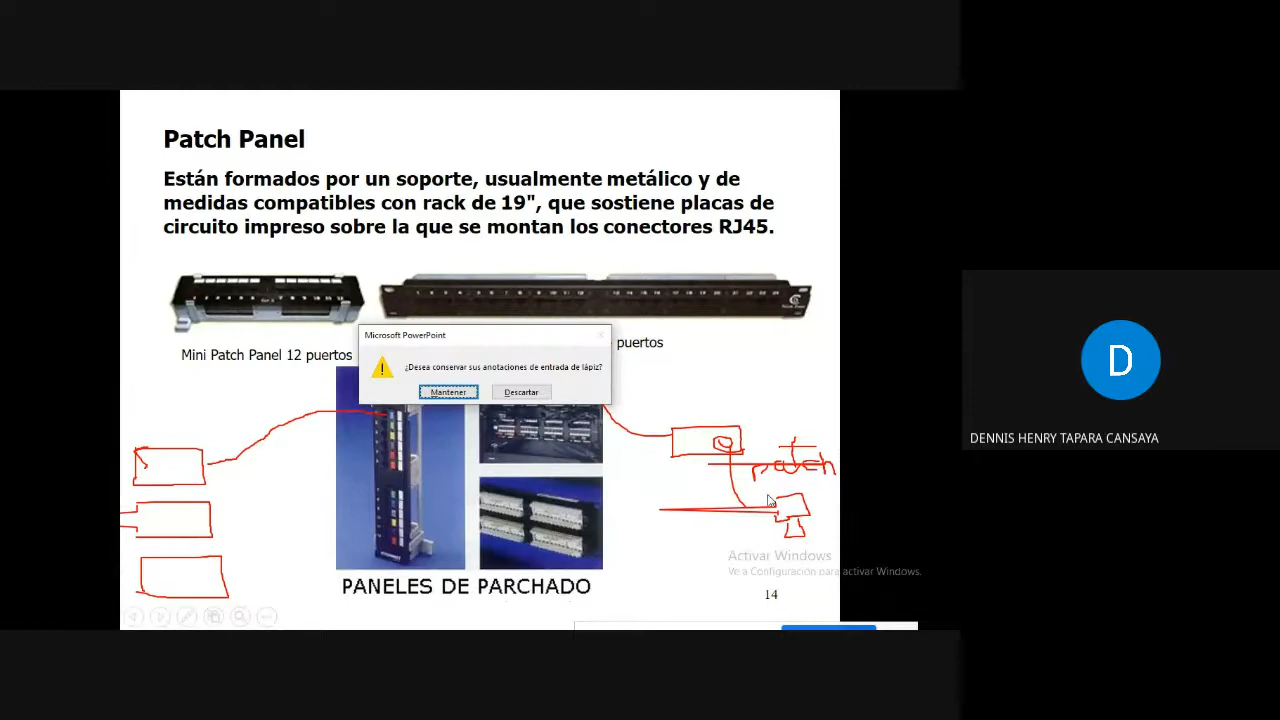 Patch Panel
Están formados por un soporte, usualmente metálico y de
medidas compatibles con rack de 19", que sostiene placas de
circuito impreso sobre la que se montan los conectores RJ45.
Mini Patch Panel 12 puertos
puertos
Microsoft PowerPoint
¿Desea conservar sus anotaciones de entrada de lápiz?
Mantener
Descartar
patch
D
DENNIS HENRY TAPARA CANSAYA
Activar Windows
Ve a Configuración para activar Windows.
PANELES DE PARCHADO
14